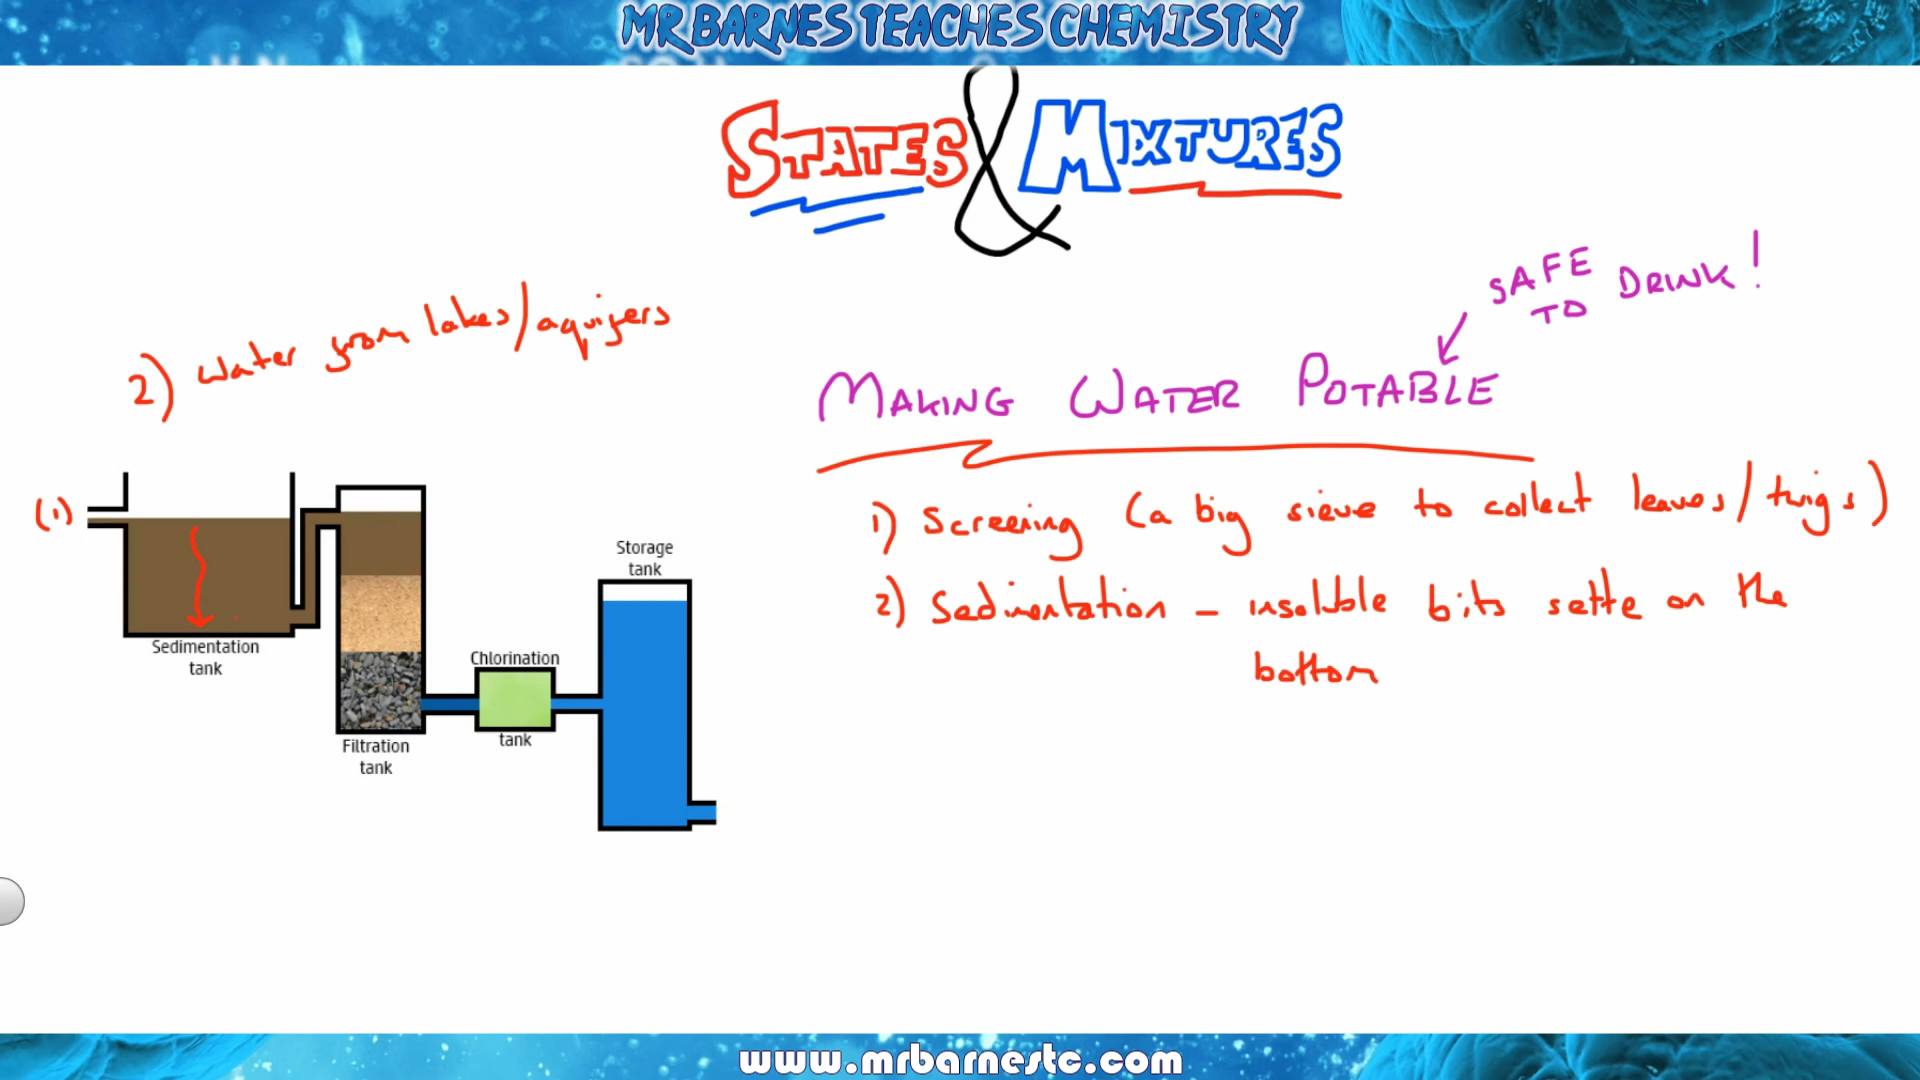 MR BARNES TEACHES CHEMISTRY
STATES & MIXTURES
SAFE TO DRINK!
2) Water from lakes/aquifers
MAKING WATER POTABLE
1) Screening (a big sieve to collect leaves/twigs)
2) Sedimentation - insoluble bits settle on the
bottom
(1)
Sedimentation
tank
Filtration
tank
Chlorination
tank
Storage
tank
www.mrbarnestc.com